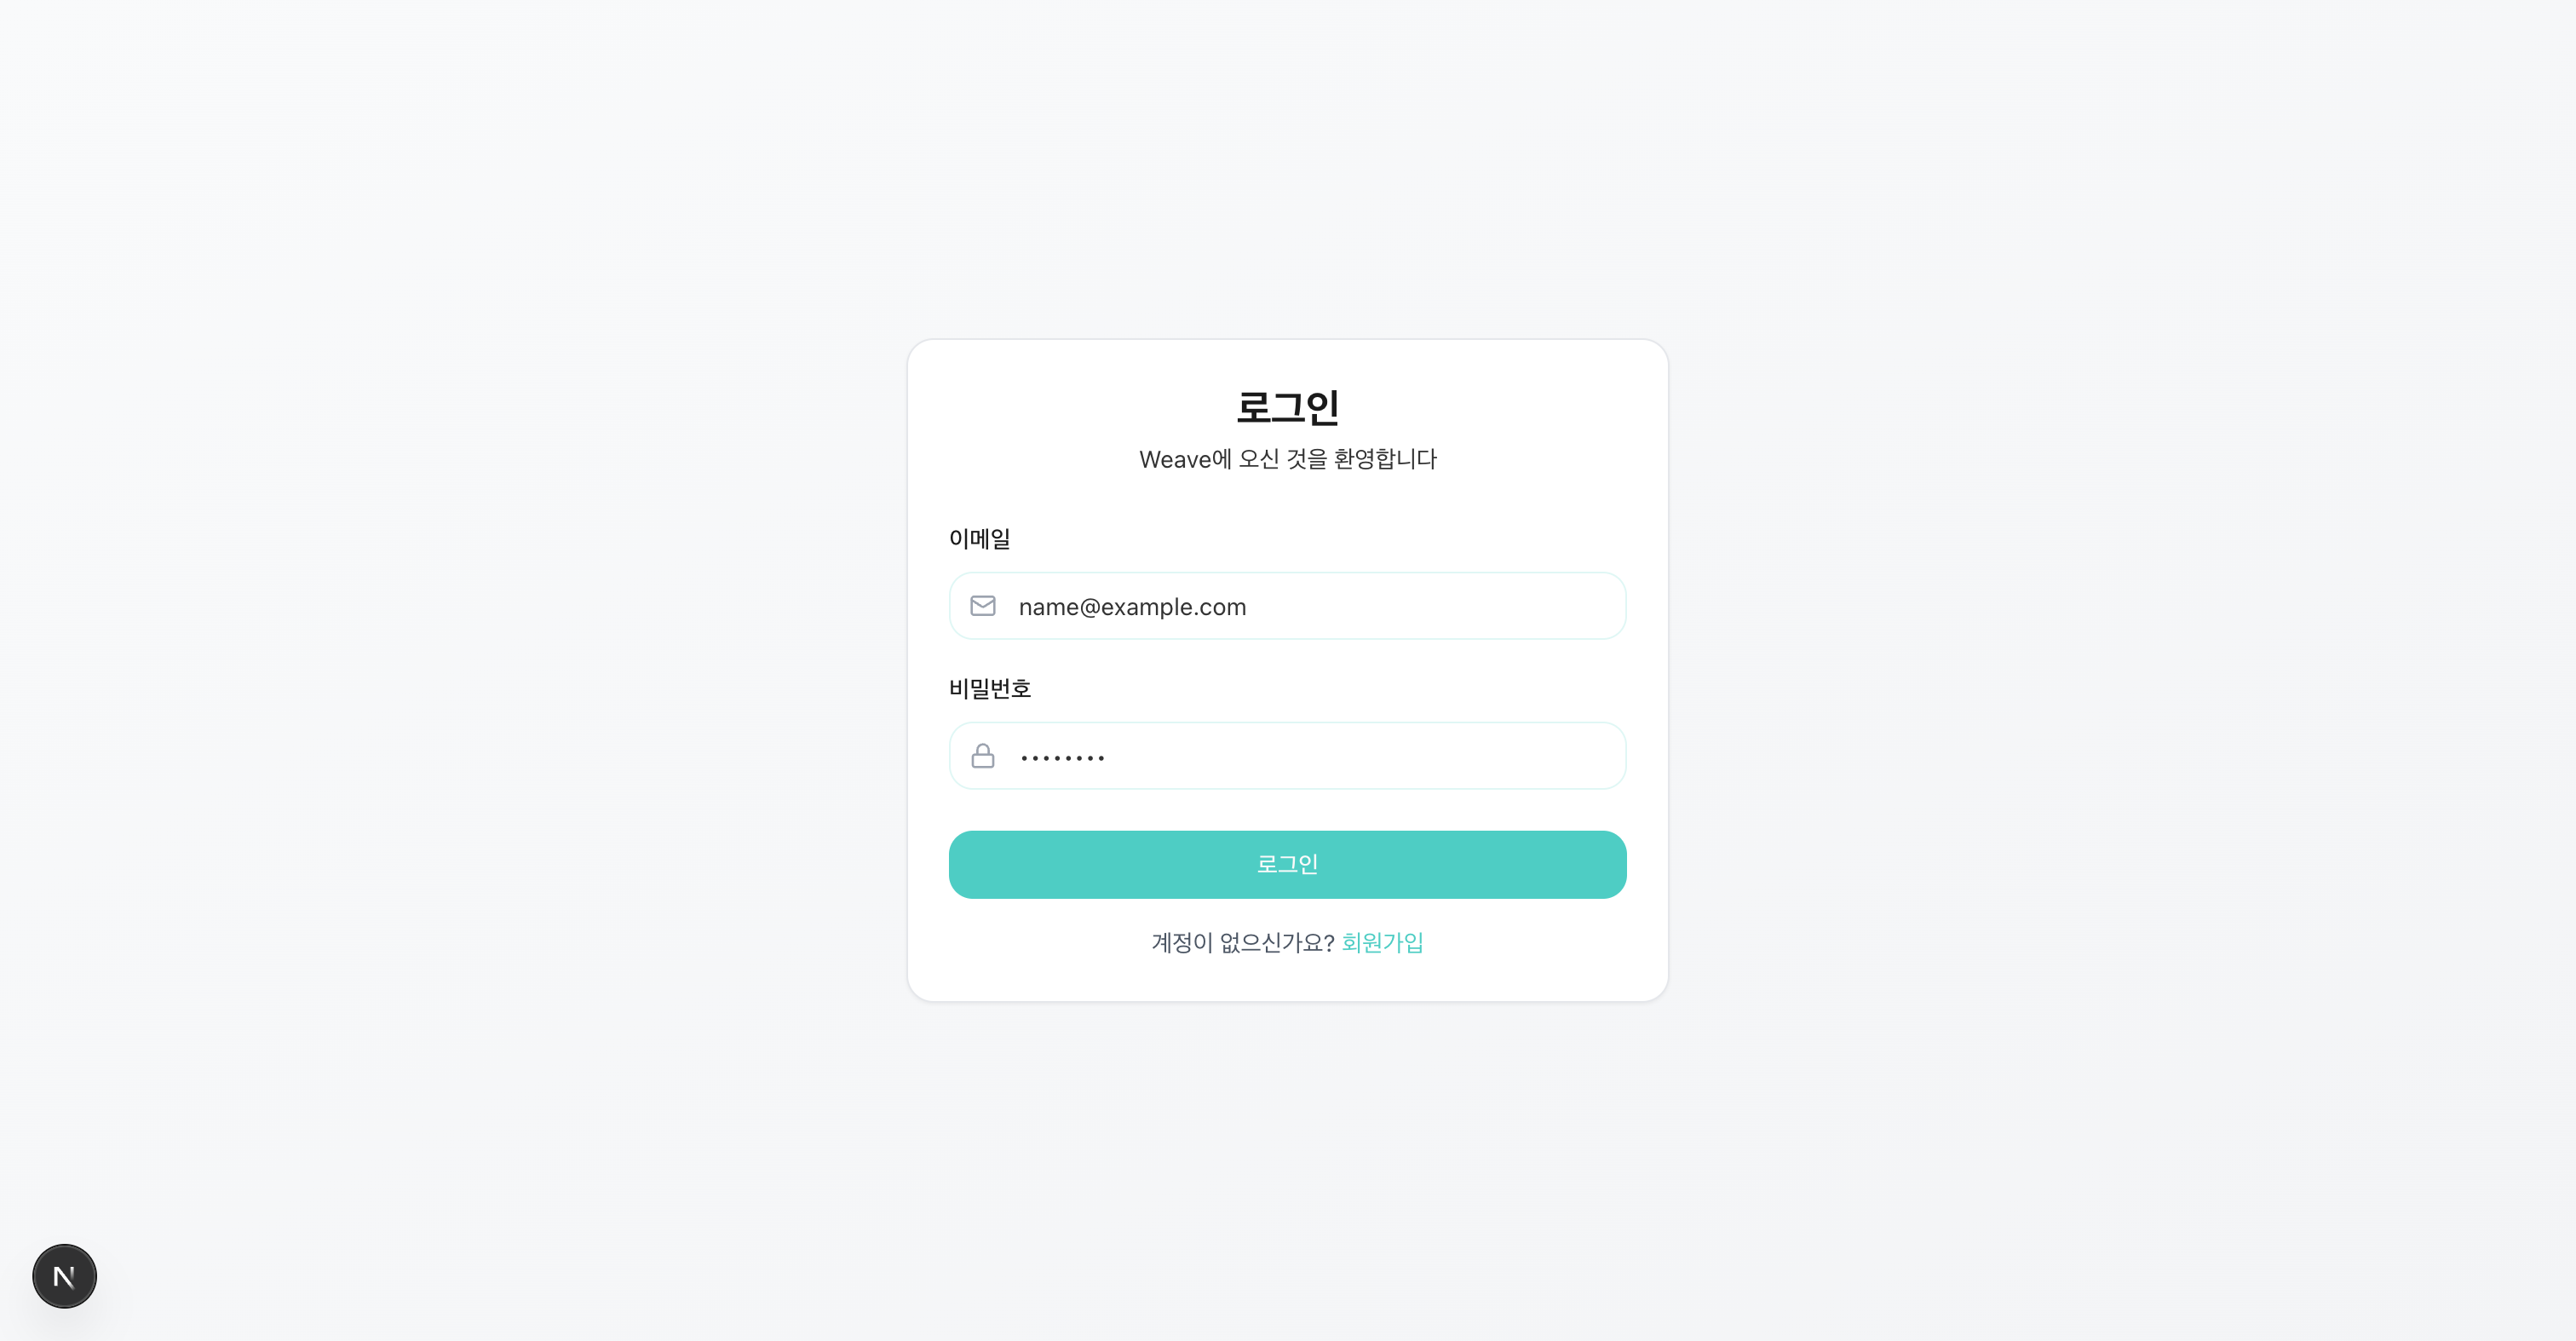 로그인
Weave에 오신 것을 환영합니다
이메일
name@example.com
비밀번호
••••••••
로그인
계정이 없으신가요? 회원가입
N